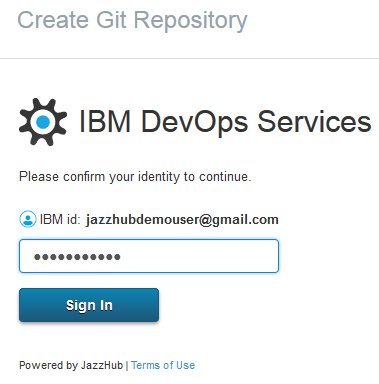 Create Git Repository
IBM DevOps Services
Please confirm your identity to continue.
IBM id: jazzhubdemouser@gmail.com
•••••••••••
Sign In
Powered by JazzHub | Terms of Use